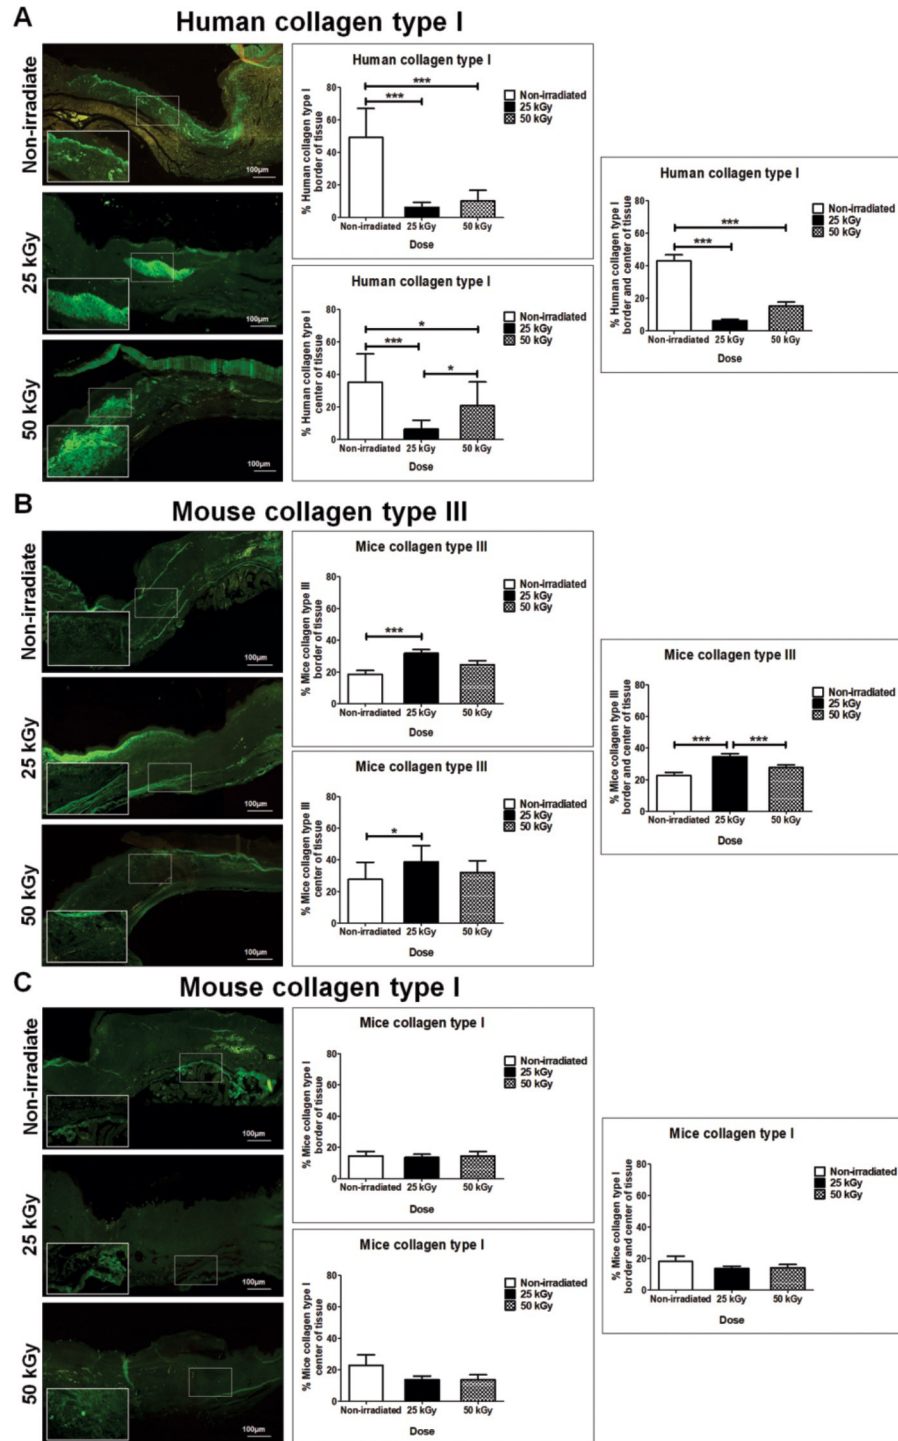 A
Human collagen type I
Non-irradiate
100µm
25 kGy
100µm
50 kGy
100µm
Human collagen type I
% Human collagen type I
border of tissue
80
60
40
20
0
***
***
Non-irradiated
25 kGy
50 kGy
Non-irradiated 25 kGy 50 kGy
Dose
Human collagen type I
% Human collagen type I
center of tissue
80
60
40
20
0
*
***
*
Non-irradiated
25 kGy
50 kGy
Non-irradiated 25 kGy 50 kGy
Dose
Human collagen type I
% Human collagen type I
border and center of tissue
80
60
40
20
0
***
***
Non-irradiated
25 kGy
50 kGy
Non-irradiated 25 kGy 50 kGy
Dose
B
Mouse collagen type III
Non-irradiate
100µm
25 kGy
100µm
50 kGy
100µm
Mice collagen type III
% Mice collagen type III
border of tissue
80
60
40
20
0
***
Non-irradiated
25 kGy
50 kGy
Non-irradiated 25 kGy 50 kGy
Dose
Mice collagen type III
% Mice collagen type III
center of tissue
80
60
40
20
0
*
Non-irradiated
25 kGy
50 kGy
Non-irradiated 25 kGy 50 kGy
Dose
Mice collagen type III
% Mice collagen type III
border and center of tissue
80
60
40
20
0
***
***
Non-irradiated
25 kGy
50 kGy
Non-irradiated 25 kGy 50 kGy
Dose
C
Mouse collagen type I
Non-irradiate
100µm
25 kGy
100µm
50 kGy
100µm
Mice collagen type I
% Mice collagen type I
border of tissue
80
60
40
20
0
Non-irradiated
25 kGy
50 kGy
Non-irradiated 25 kGy 50 kGy
Dose
Mice collagen type I
% Mice collagen type I
center of tissue
80
60
40
20
0
Non-irradiated
25 kGy
50 kGy
Non-irradiated 25 kGy 50 kGy
Dose
Mice collagen type I
% Mice collagen type I
border and center of tissue
80
60
40
20
0
Non-irradiated
25 kGy
50 kGy
Non-irradiated 25 kGy 50 kGy
Dose